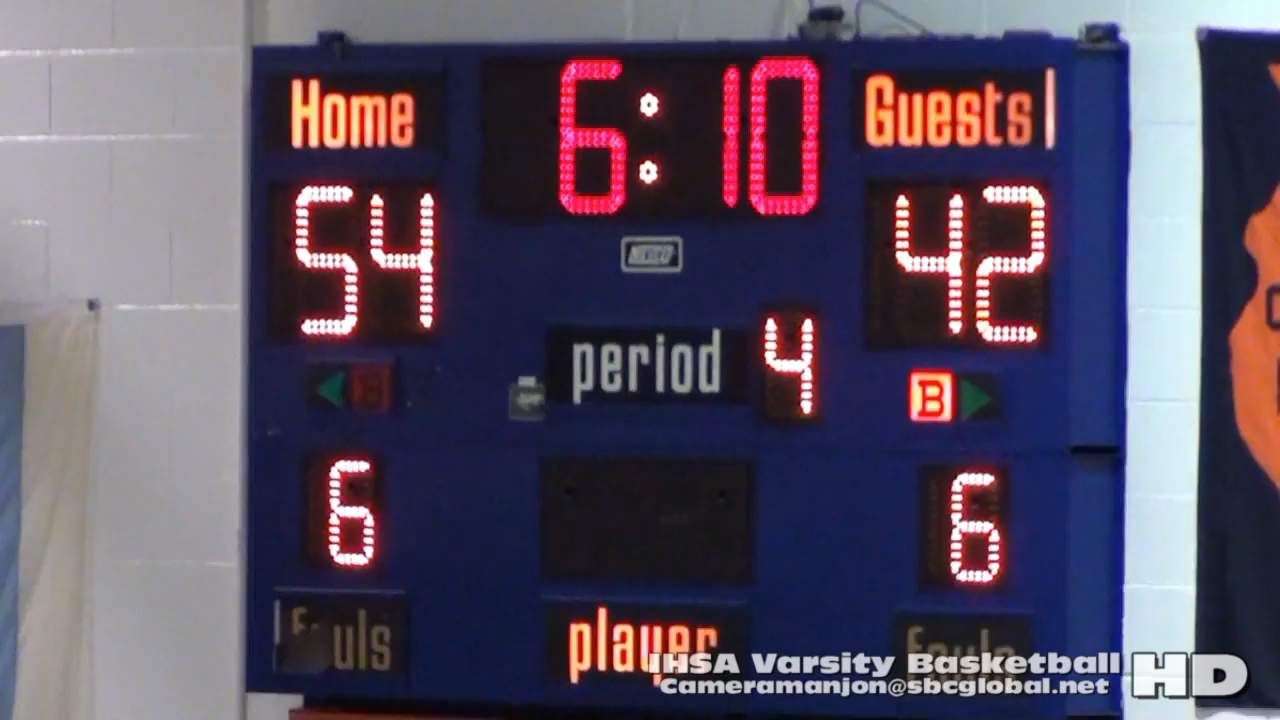 Home 6:10 Guests
54 42
period 4
B B
6 6
fouls player fouls
IHSA Varsity Basketball HD
Cameramanjon@sbcglobal.net